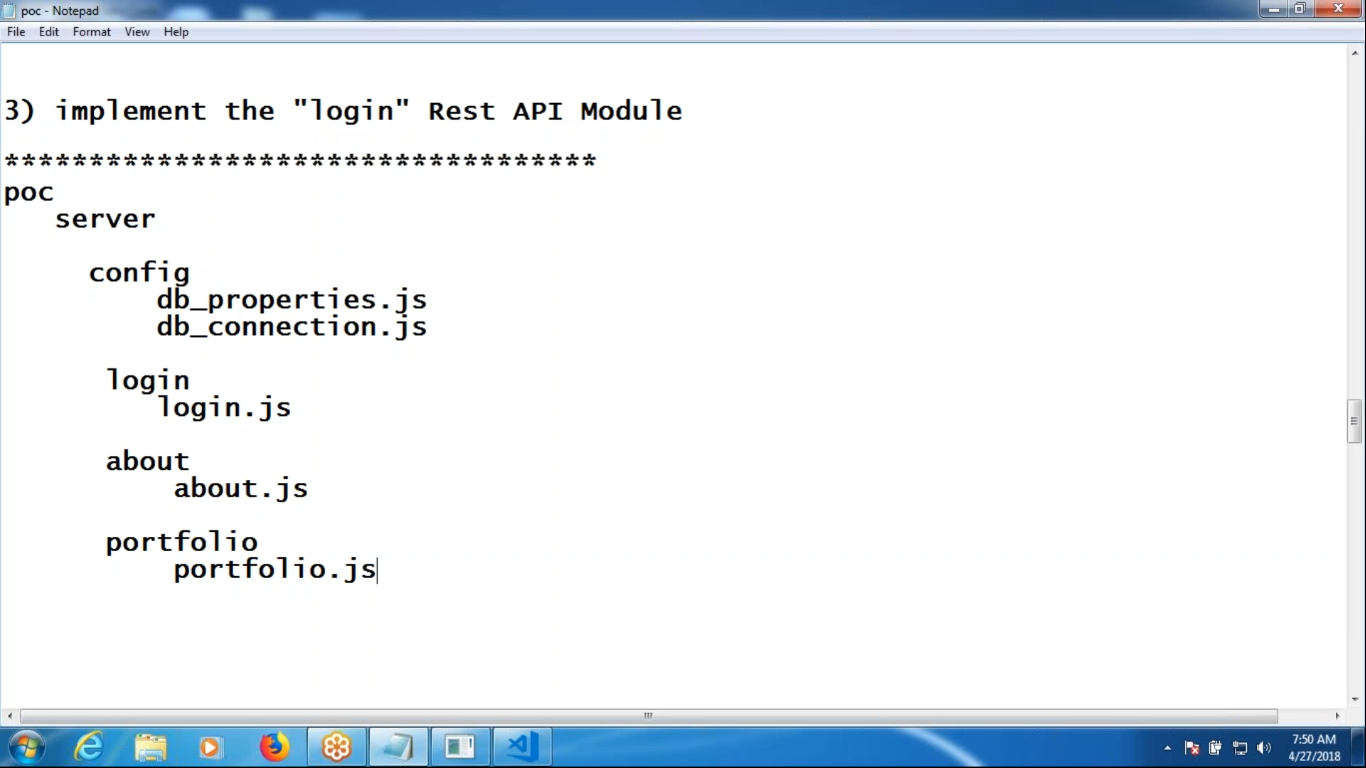 poc - Notepad
File Edit Format View Help
3) implement the "login" Rest API Module
***********************************
poc
server
config
db_properties.js
db_connection.js
login
login.js
about
about.js
portfolio
portfolio.js
7:50 AM
4/27/2018